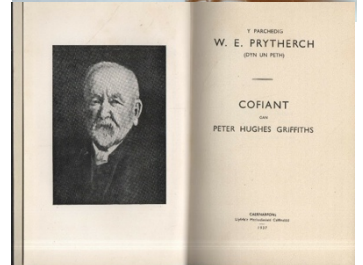 Y PARCHEDIG
W. E. PRYTHERCH
(DYN UN PETH)
COFIANT
GAN
PETER HUGHES GRIFFITHS
CAERNARFON: